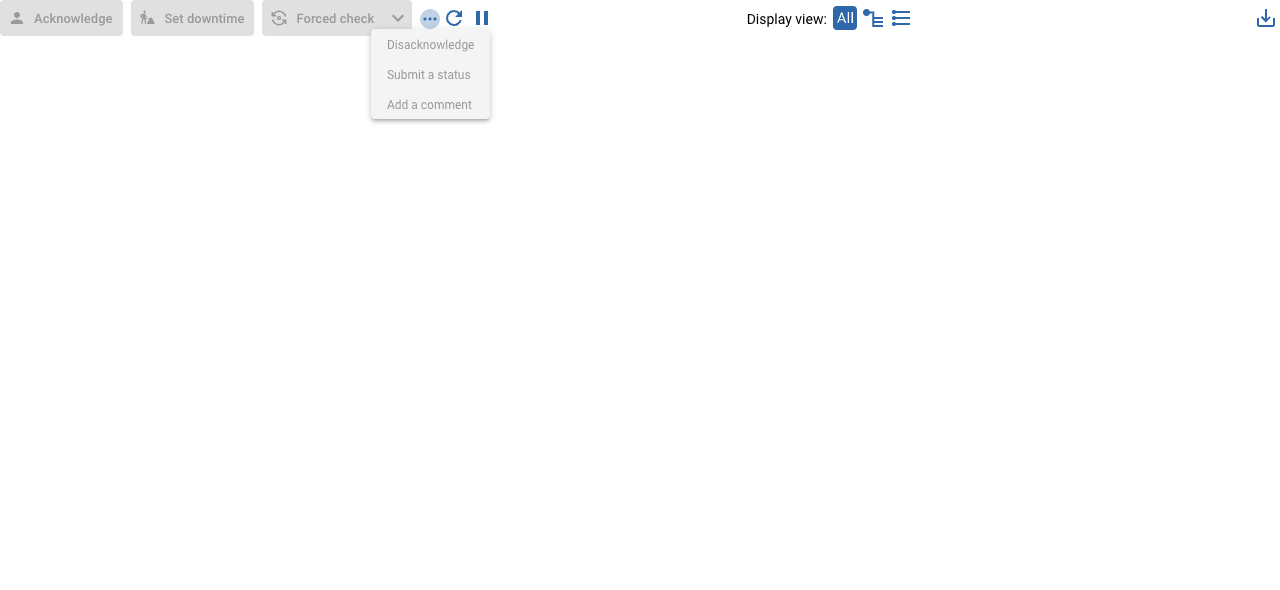 Acknowledge Set downtime Forced check Display view: All
Disacknowledge
Submit a status
Add a comment